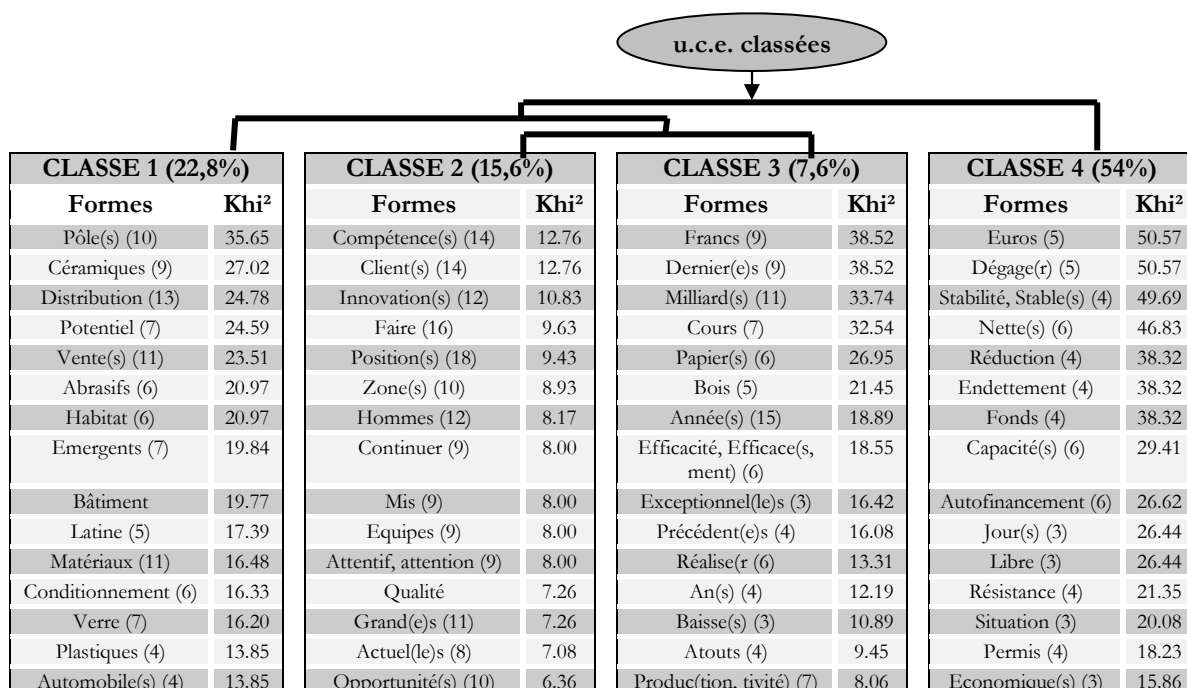 u.c.e. classées
CLASSE 1 (22,8%)
Formes Khi²
Pôle(s) (10) 35.65
Céramiques (9) 27.02
Distribution (13) 24.78
Potentiel (7) 24.59
Vente(s) (11) 23.51
Abrasifs (6) 20.97
Habitat (6) 20.97
Emergents (7) 19.84
Bâtiment 19.77
Latine (5) 17.39
Matériaux (11) 16.48
Conditionnement (6) 16.33
Verre (7) 16.20
Plastiques (4) 13.85
Automobile(s) (4) 13.85
CLASSE 2 (15,6%)
Formes Khi²
Compétence(s) (14) 12.76
Client(s) (14) 12.76
Innovation(s) (12) 10.83
Faire (16) 9.63
Position(s) (18) 9.43
Zone(s) (10) 8.93
Hommes (12) 8.17
Continuer (9) 8.00
Mis (9) 8.00
Equipes (9) 8.00
Attentif, attention (9) 8.00
Qualité 7.26
Grand(e)s (11) 7.26
Actuel(le)s (8) 7.08
Opportunité(s) (10) 6.36
CLASSE 3 (7,6%)
Formes Khi²
Francs (9) 38.52
Dernier(e)s (9) 38.52
Milliard(s) (11) 33.74
Cours (7) 32.54
Papier(s) (6) 26.95
Bois (5) 21.45
Année(s) (15) 18.89
Efficacité, Efficace(s, 18.55
ment) (6)
Exceptionnel(le)s (3) 16.42
Précédent(e)s (4) 16.08
Réalise(r (6) 13.31
An(s) (4) 12.19
Baisse(s) (3) 10.89
Atouts (4) 9.45
Produc(tion, tivité) (7) 8.06
CLASSE 4 (54%)
Formes Khi²
Euros (5) 50.57
Dégage(r) (5) 50.57
Stabilité, Stable(s) (4) 49.69
Nette(s) (6) 46.83
Réduction (4) 38.32
Endettement (4) 38.32
Fonds (4) 38.32
Capacité(s) (6) 29.41
Autofinancement (6) 26.62
Jour(s) (3) 26.44
Libre (3) 26.44
Résistance (4) 21.35
Situation (3) 20.08
Permis (4) 18.23
Economique(s) (3) 15.86